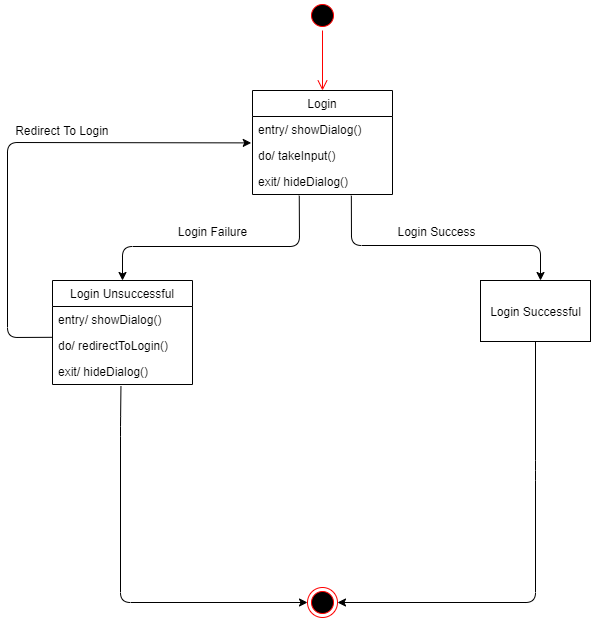 Login
entry/ showDialog()
do/ takeInput()
exit/ hideDialog()
Redirect To Login
Login Failure
Login Success
Login Unsuccessful
entry/ showDialog()
do/ redirectToLogin()
exit/ hideDialog()
Login Successful